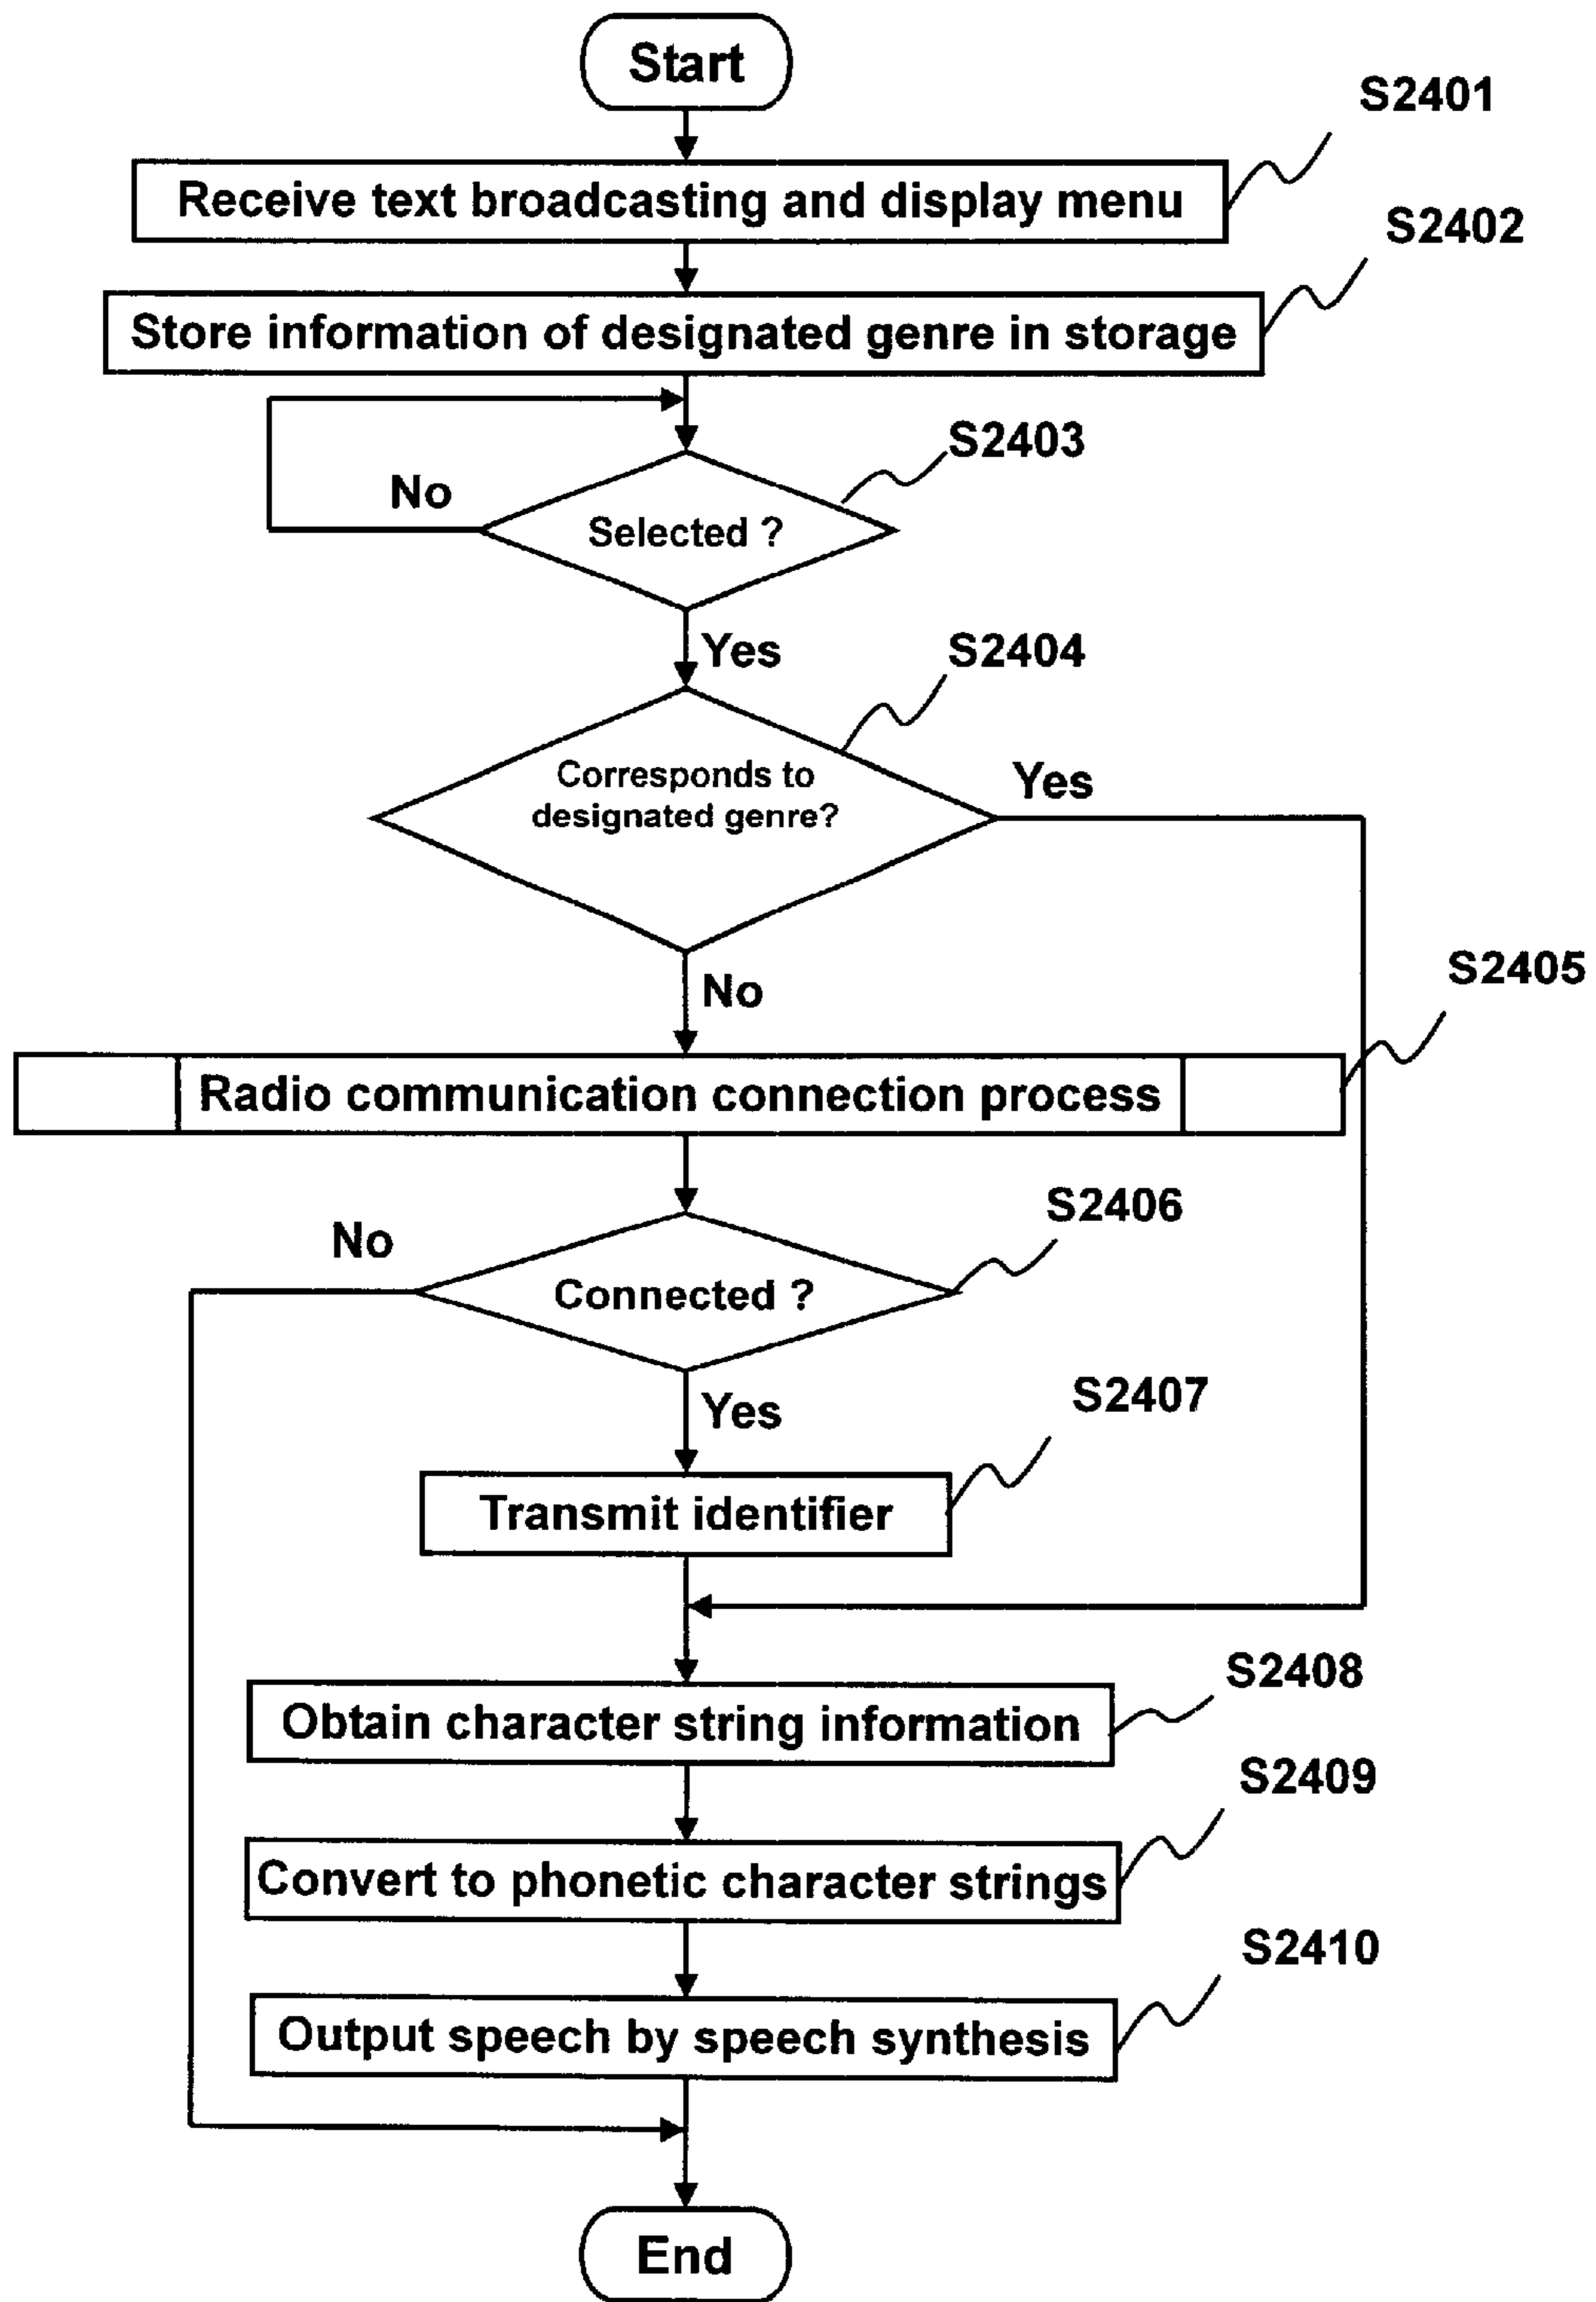 Start
S2401
Receive text broadcasting and display menu
S2402
Store information of designated genre in storage
S2403
No
Selected ?
Yes
S2404
Corresponds to
designated genre?
Yes
No
S2405
Radio communication connection process
S2406
No
Connected ?
Yes
S2407
Transmit identifier
S2408
Obtain character string information
S2409
Convert to phonetic character strings
S2410
Output speech by speech synthesis
End